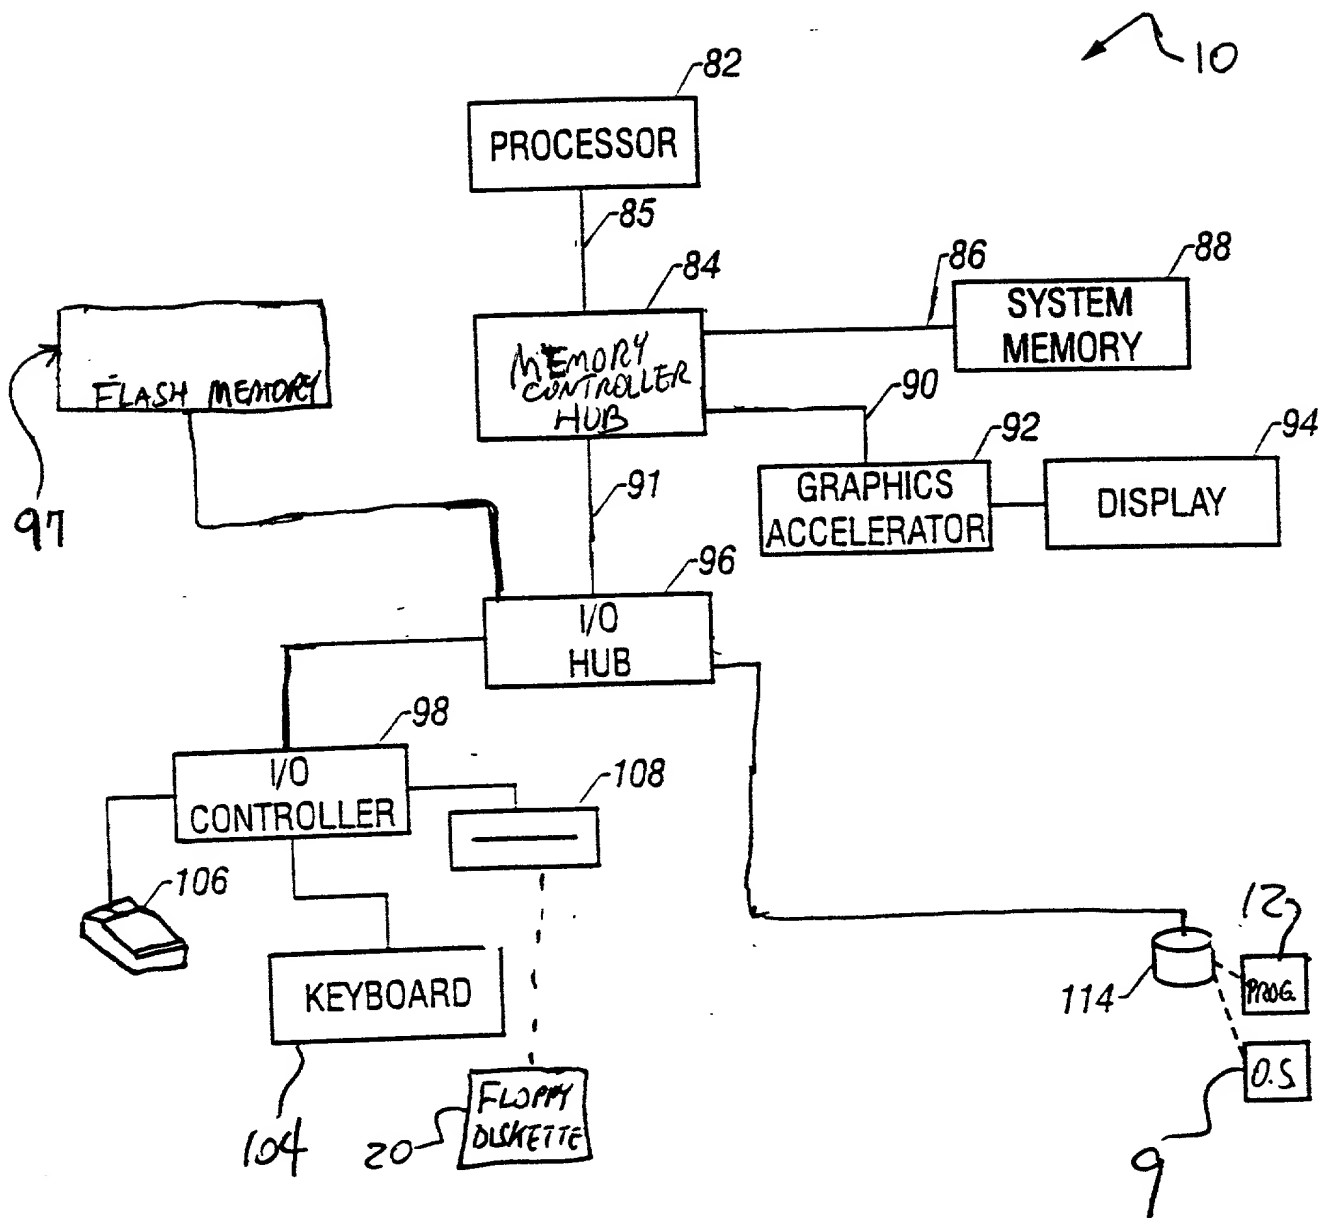 10
82
PROCESSOR
85
84
86
88
SYSTEM
MEMORY
MEMORY
CONTROLLER
HUB
FLASH MEMORY
97
90
92
94
GRAPHICS
ACCELERATOR
DISPLAY
91
96
I/O
HUB
98
I/O
CONTROLLER
108
106
KEYBOARD
104
FLOPPY
DISKETTE
20
12
PROG.
114
O.S.
9